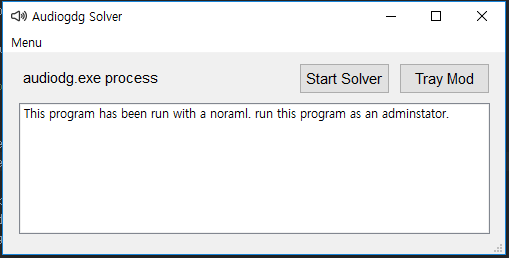 Audiogdg Solver
Menu
audiodg.exe process
Start Solver
Tray Mod
This program has been run with a noraml. run this program as an adminstator.